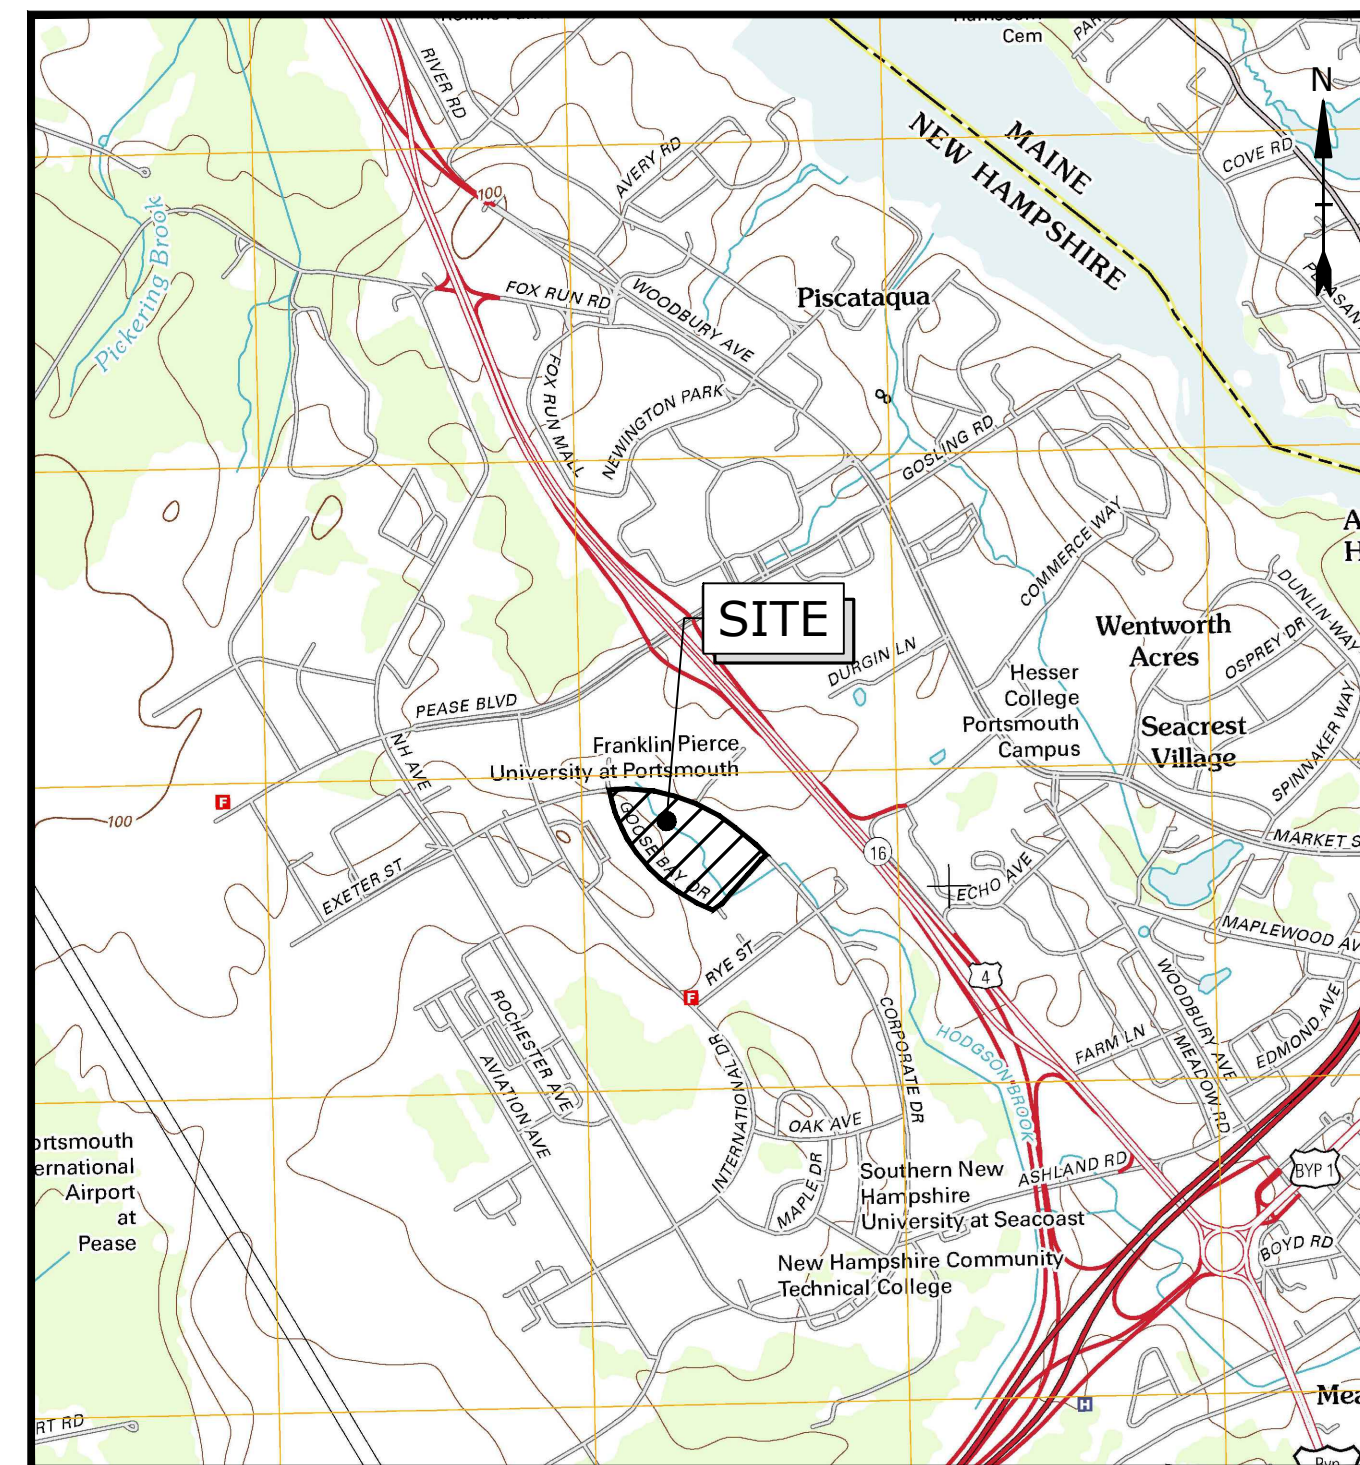 Cem
RIVER RD
N
MAINE
NEW HAMPSHIRE
AVERY RD
COVE RD
100
Pickering Brook
FOX RUN RD
WOODBURY AVE
Piscataqua
FOX RUN MALL
NEWINGTON PARK
GOSLING RD
COMMERCE WAY
SITE
DURGIN LN
Wentworth
Acres
DUNLIN WAY
OSPREY DR
SPINNAKER WAY
Hesser
College
Portsmouth
Campus
Seacrest
Village
PEASE BLVD
NH AVE
Franklin Pierce
University at Portsmouth
F
100
GOOSE BAY DR
16
MARKET S
EXETER ST
ECHO AVE
MAPLEWOOD AV
RYE ST
F
4
WOODBURY AVE
ROCHESTER AVE
AVIATION AVE
CORPORATE DR
HODGSON BROOK
FARM LN
MEADOW RD
EDMOND AVE
INTERNATIONAL DR
OAK AVE
MAPLE DR
ortsmouth
ernational
Airport
at
Pease
Southern New
Hampshire
University at Seacoast
ASHLAND RD
BYP 1
BOYD RD
New Hampshire Community
Technical College
H
Mea
RT RD